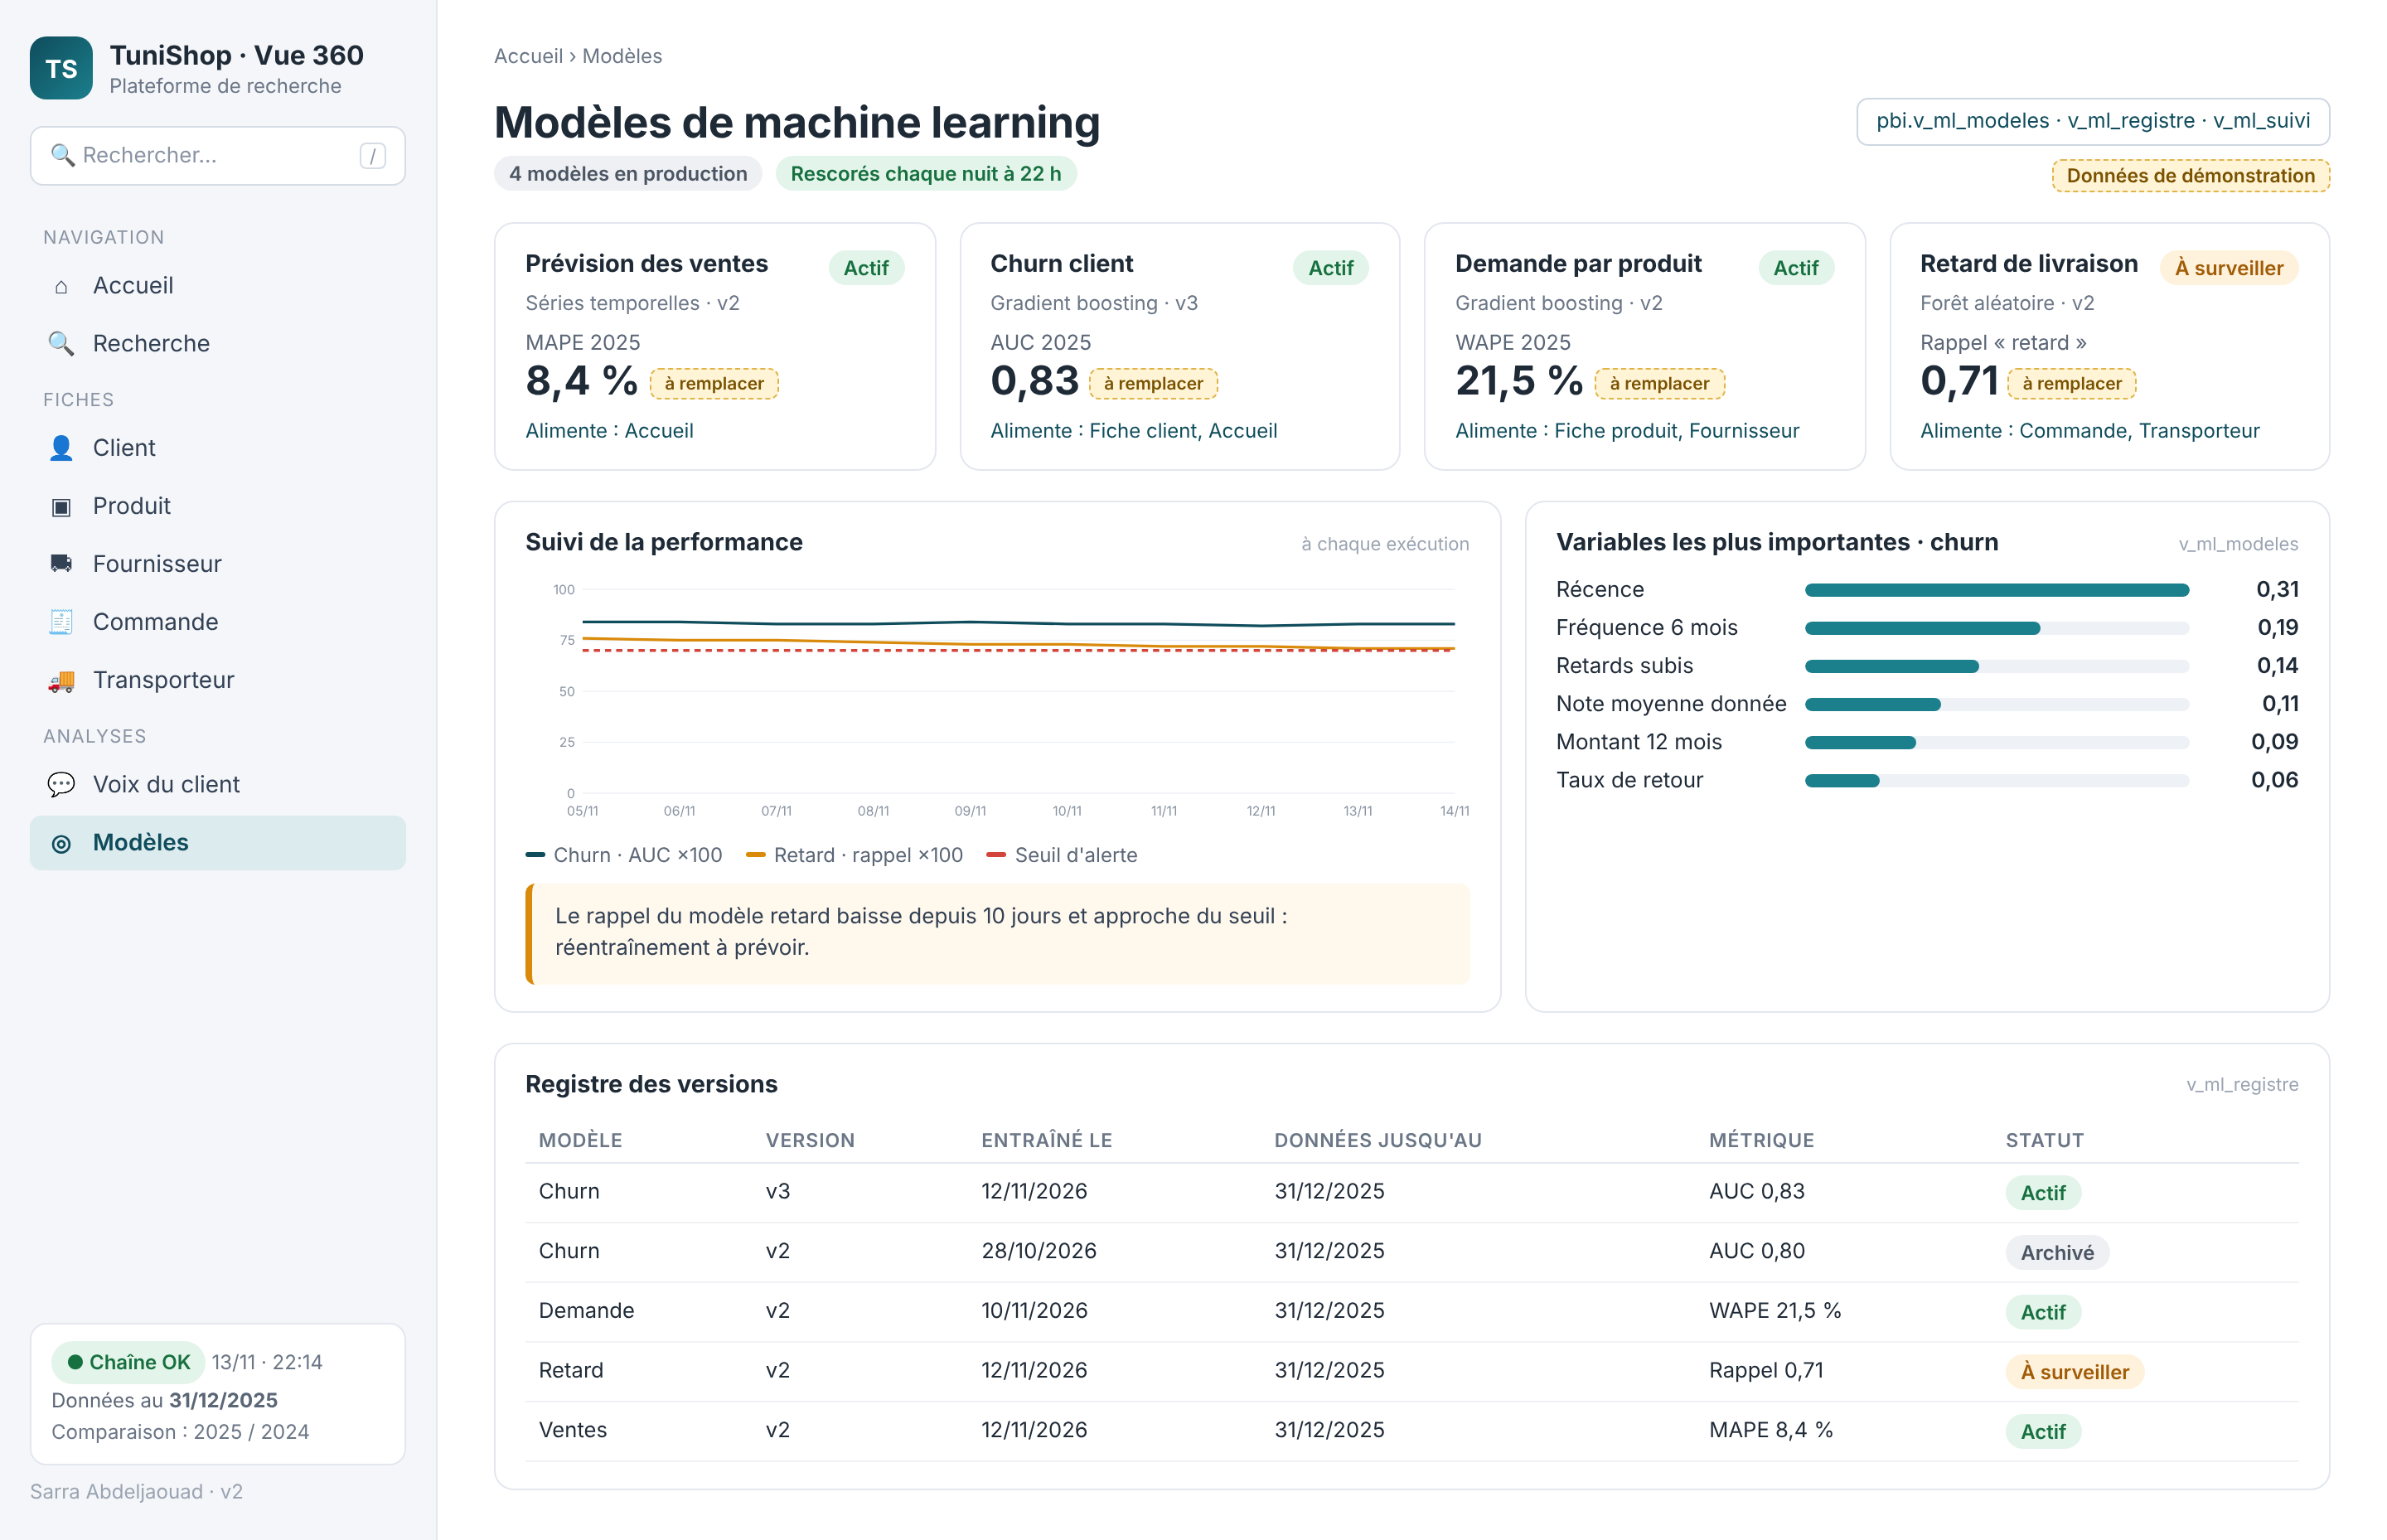 TS
TuniShop · Vue 360
Plateforme de recherche
🔍 Rechercher... /
NAVIGATION
Accueil
Recherche
FICHES
Client
Produit
Fournisseur
Commande
Transporteur
ANALYSES
Voix du client
Modèles
Chaîne OK 13/11 · 22:14
Données au 31/12/2025
Comparaison : 2025 / 2024
Sarra Abdeljaouad · v2
Accueil › Modèles
Modèles de machine learning
4 modèles en production Rescorés chaque nuit à 22 h
pbi.v_ml_modeles · v_ml_registre · v_ml_suivi
Données de démonstration
Prévision des ventes Actif
Séries temporelles · v2
MAPE 2025
8,4 % à remplacer
Alimente : Accueil
Churn client Actif
Gradient boosting · v3
AUC 2025
0,83 à remplacer
Alimente : Fiche client, Accueil
Demande par produit Actif
Gradient boosting · v2
WAPE 2025
21,5 % à remplacer
Alimente : Fiche produit, Fournisseur
Retard de livraison À surveiller
Forêt aléatoire · v2
Rappel « retard »
0,71 à remplacer
Alimente : Commande, Transporteur
Suivi de la performance à chaque exécution
100
75
50
25
0
05/11 06/11 07/11 08/11 09/11 10/11 11/11 12/11 13/11 14/11
Churn · AUC ×100 Retard · rappel ×100 Seuil d'alerte
Le rappel du modèle retard baisse depuis 10 jours et approche du seuil :
réentraînement à prévoir.
Variables les plus importantes · churn v_ml_modeles
Récence 0,31
Fréquence 6 mois 0,19
Retards subis 0,14
Note moyenne donnée 0,11
Montant 12 mois 0,09
Taux de retour 0,06
Registre des versions v_ml_registre
MODÈLE VERSION ENTRAÎNÉ LE DONNÉES JUSQU'AU MÉTRIQUE STATUT
Churn v3 12/11/2026 31/12/2025 AUC 0,83 Actif
Churn v2 28/10/2026 31/12/2025 AUC 0,80 Archivé
Demande v2 10/11/2026 31/12/2025 WAPE 21,5 % Actif
Retard v2 12/11/2026 31/12/2025 Rappel 0,71 À surveiller
Ventes v2 12/11/2026 31/12/2025 MAPE 8,4 % Actif